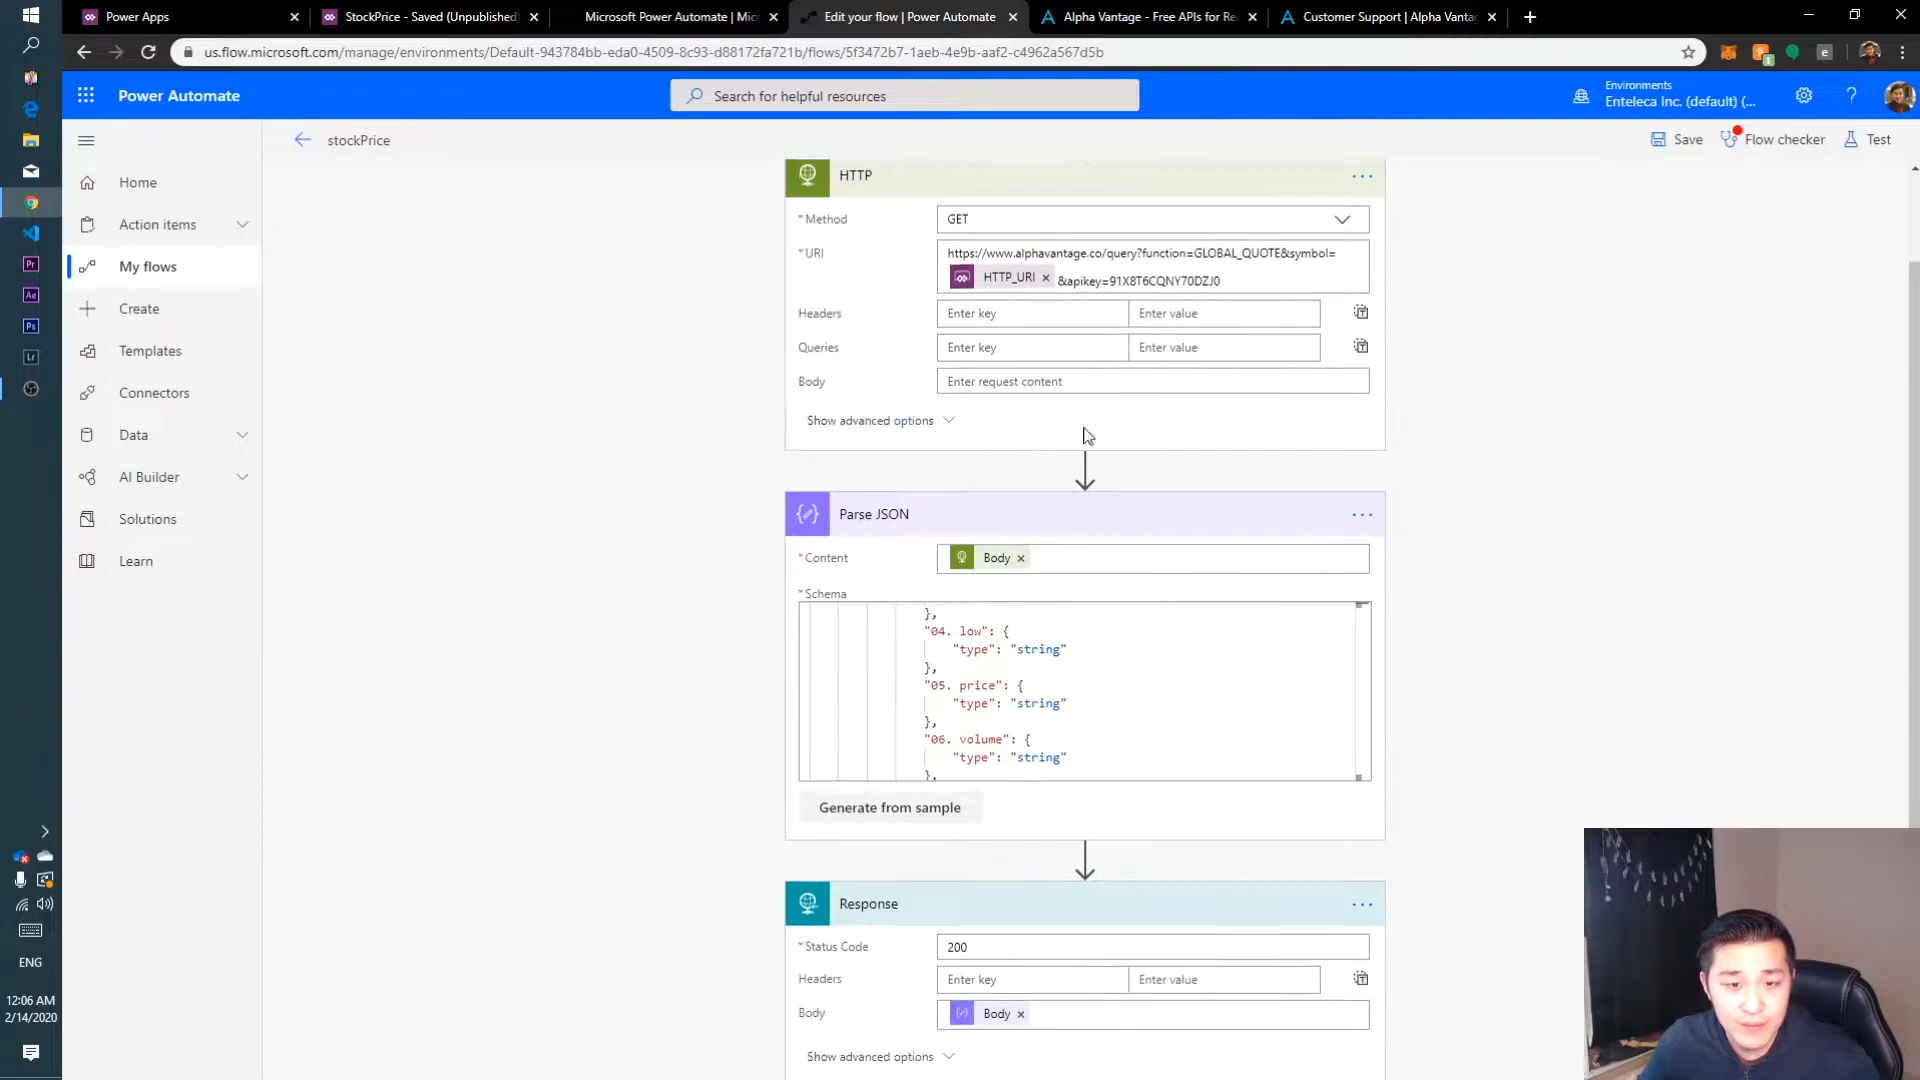 Power Apps
StockPrice - Saved (Unpublished)
Microsoft Power Automate | Mic
Edit your flow | Power Automate
Alpha Vantage - Free APIs for Re
Customer Support | Alpha Vanta
us.flow.microsoft.com/manage/environments/Default-943784bb-eda0-4509-8c93-d88172fa721b/flows/5f3472b7-1aeb-4e9b-aaf2-c4962a567d5b
Power Automate
Search for helpful resources
Environments
Enteleca Inc. (default) (...
stockPrice
Save
Flow checker
Test
Home
Action items
My flows
Create
Templates
Connectors
Data
AI Builder
Solutions
Learn
HTTP
* Method
GET
* URI
https://www.alphavantage.co/query?function=GLOBAL_QUOTE&symbol=
HTTP_URI × &apikey=91X8T6CQNY70DZJ0
Headers
Enter key
Enter value
Queries
Enter key
Enter value
Body
Enter request content
Show advanced options
Parse JSON
* Content
Body ×
* Schema
},
"04. low": {
"type": "string"
},
"05. price": {
"type": "string"
},
"06. volume": {
"type": "string"
},
Generate from sample
Response
* Status Code
200
Headers
Enter key
Enter value
Body
Body ×
Show advanced options
Pr
Ae
Ps
Lr
ENG
12:06 AM
2/14/2020